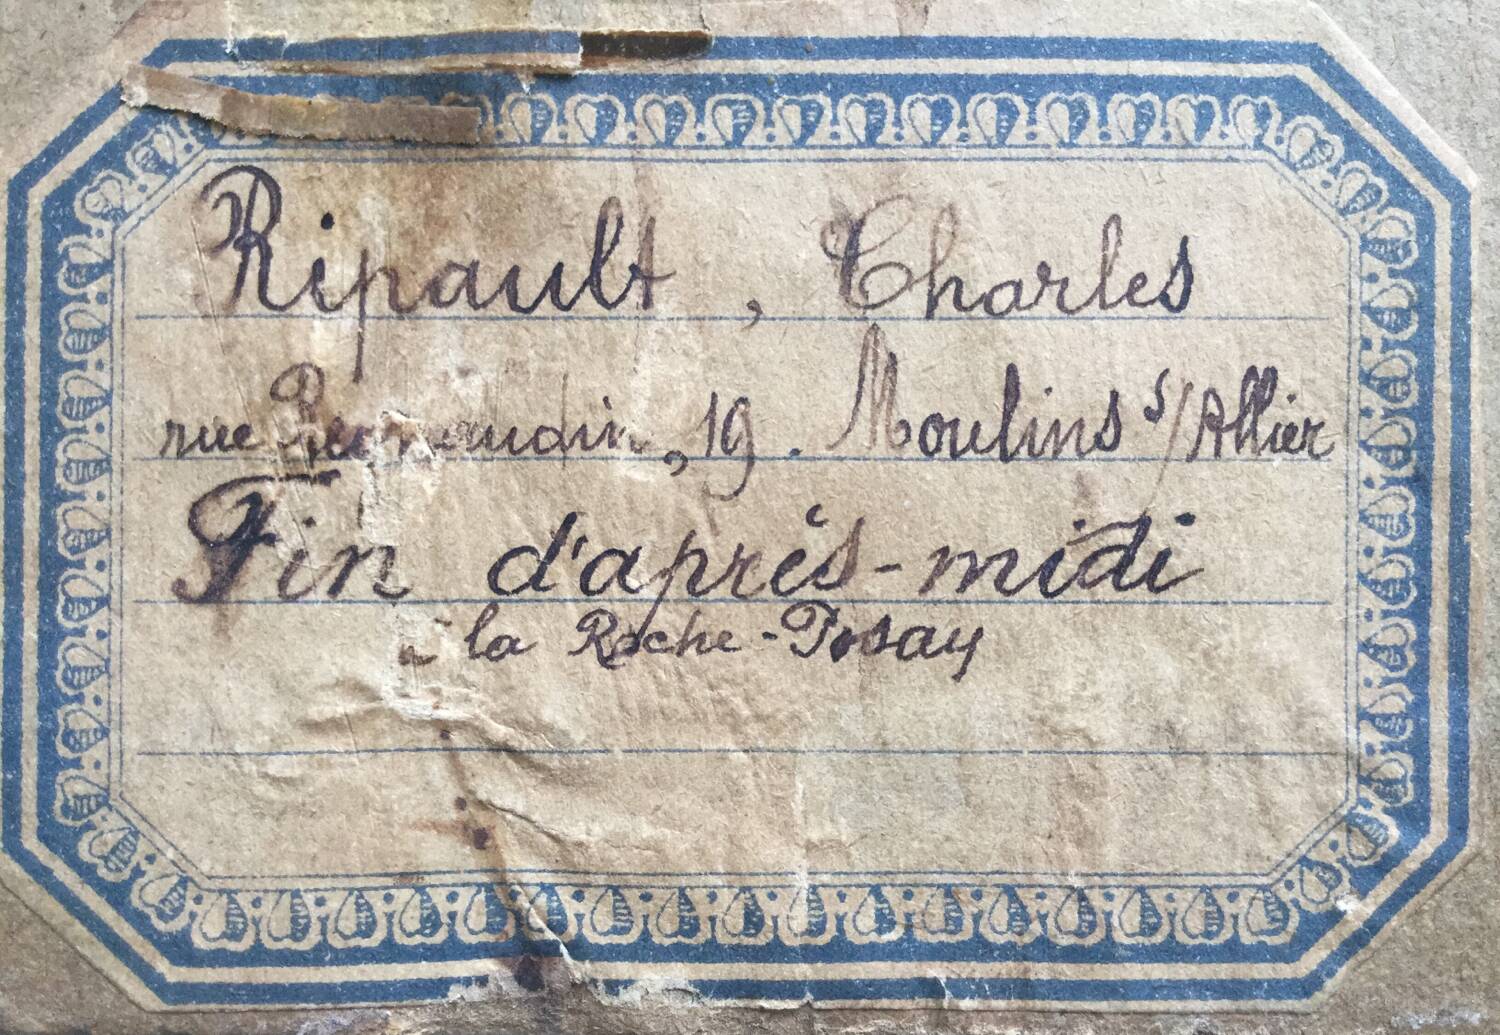 Ripault, Charles
rue , 19. Moulins s/Allier
Fin d'après-midi
- la Roche-Posay